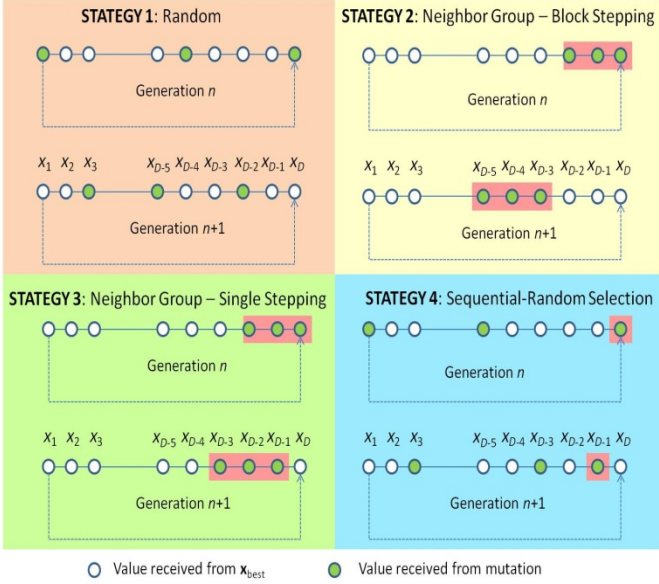 STATEGY 1: Random
Generation n
x1 x2 x3 xD-5 xD-4 xD-3 xD-2 xD-1 xD
Generation n+1
STATEGY 2: Neighbor Group – Block Stepping
Generation n
x1 x2 x3 xD-5 xD-4 xD-3 xD-2 xD-1 xD
Generation n+1
STATEGY 3: Neighbor Group – Single Stepping
Generation n
x1 x2 x3 xD-5 xD-4 xD-3 xD-2 xD-1 xD
Generation n+1
STATEGY 4: Sequential-Random Selection
Generation n
x1 x2 x3 xD-5 xD-4 xD-3 xD-2 xD-1 xD
Generation n+1
Value received from xbest
Value received from mutation